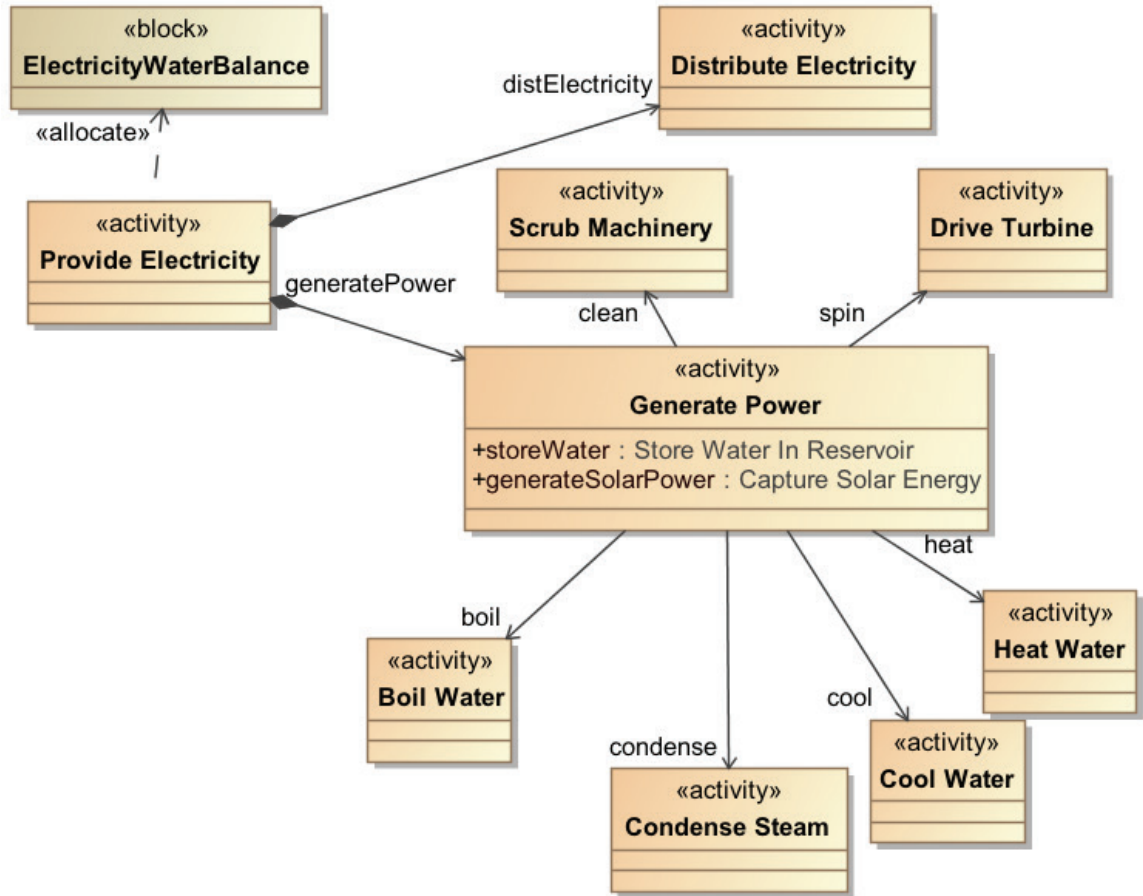 «block»
ElectricityWaterBalance
«activity»
Distribute Electricity
distElectricity
«allocate»
«activity»
Scrub Machinery
«activity»
Drive Turbine
«activity»
Provide Electricity
generatePower
clean
spin
«activity»
Generate Power
+storeWater : Store Water In Reservoir
+generateSolarPower : Capture Solar Energy
heat
boil
«activity»
Heat Water
«activity»
Boil Water
cool
condense
«activity»
Cool Water
«activity»
Condense Steam